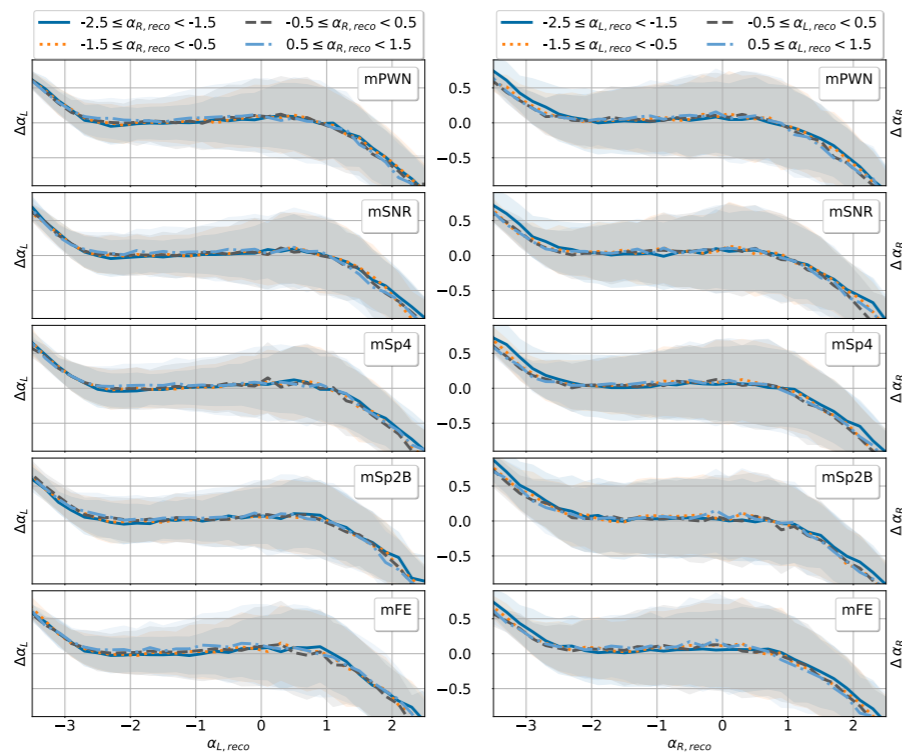 -2.5 ≤ α_{R, reco} < -1.5 -0.5 ≤ α_{R, reco} < 0.5
-1.5 ≤ α_{R, reco} < -0.5 0.5 ≤ α_{R, reco} < 1.5
-2.5 ≤ α_{L, reco} < -1.5 -0.5 ≤ α_{L, reco} < 0.5
-1.5 ≤ α_{L, reco} < -0.5 0.5 ≤ α_{L, reco} < 1.5
mPWN
mPWN
Δα_L
0.5
0.0
−0.5
Δα_R
mSNR
mSNR
Δα_L
0.5
0.0
−0.5
Δα_R
mSp4
mSp4
Δα_L
0.5
0.0
−0.5
Δα_R
mSp2B
mSp2B
Δα_L
0.5
0.0
−0.5
Δα_R
mFE
mFE
Δα_L
0.5
0.0
−0.5
Δα_R
−3 −2 −1 0 1 2
α_{L, reco}
−3 −2 −1 0 1 2
α_{R, reco}